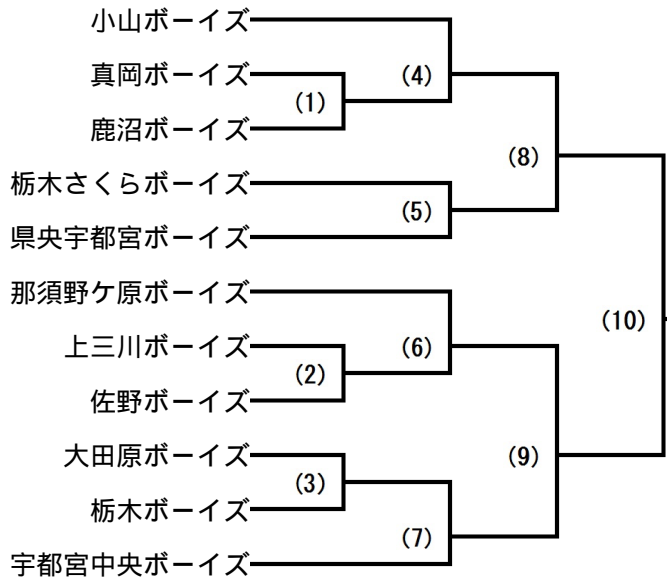 小山ボーイズ
真岡ボーイズ
(4)
(1)
鹿沼ボーイズ
(8)
栃木さくらボーイズ
(5)
県央宇都宮ボーイズ
那須野ケ原ボーイズ
(10)
上三川ボーイズ
(6)
(2)
佐野ボーイズ
大田原ボーイズ
(9)
(3)
栃木ボーイズ
(7)
宇都宮中央ボーイズ